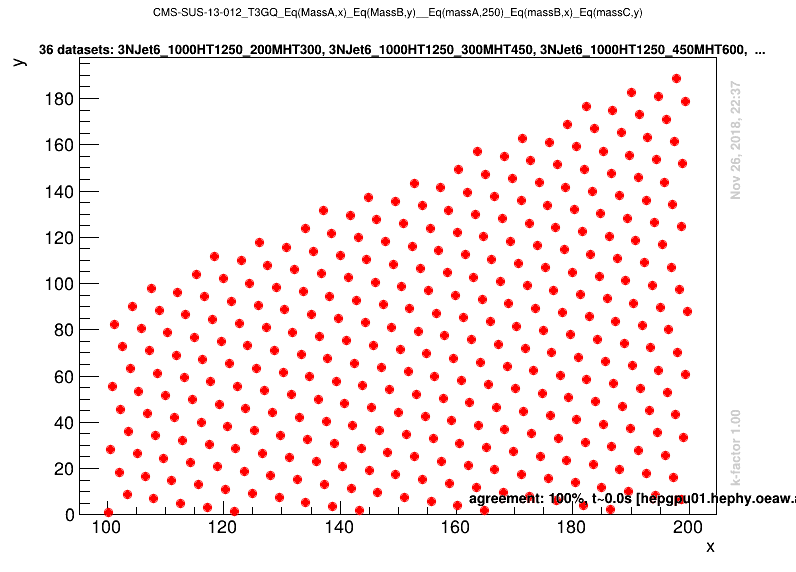 CMS-SUS-13-012_T3GQ_Eq(MassA,x)_Eq(MassB,y)__Eq(massA,250)_Eq(massB,x)_Eq(massC,y)
36 datasets: 3NJet6_1000HT1250_200MHT300, 3NJet6_1000HT1250_300MHT450, 3NJet6_1000HT1250_450MHT600, ...
y
180
160
140
120
100
80
60
40
20
0
100 120 140 160 180 200
x
agreement: 100%, t~0.0s [hepgpu01.hephy.oeaw.a
Nov 26, 2018, 22:37
k-factor 1.00